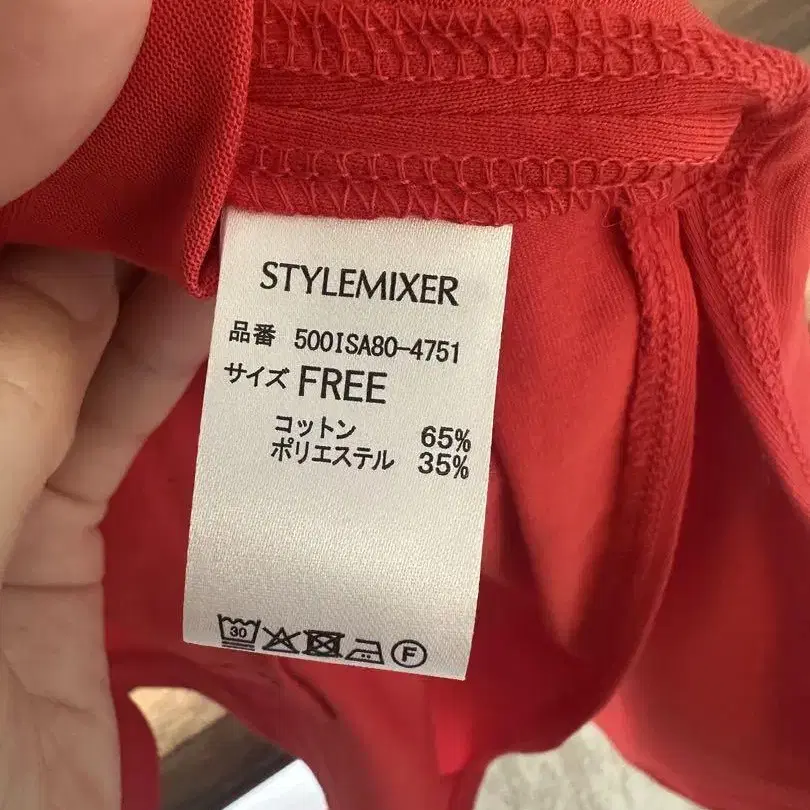 STYLEMIXER
品番 500ISA80-4751
サイズ FREE
コットン 65%
ポリエステル 35%
30 F